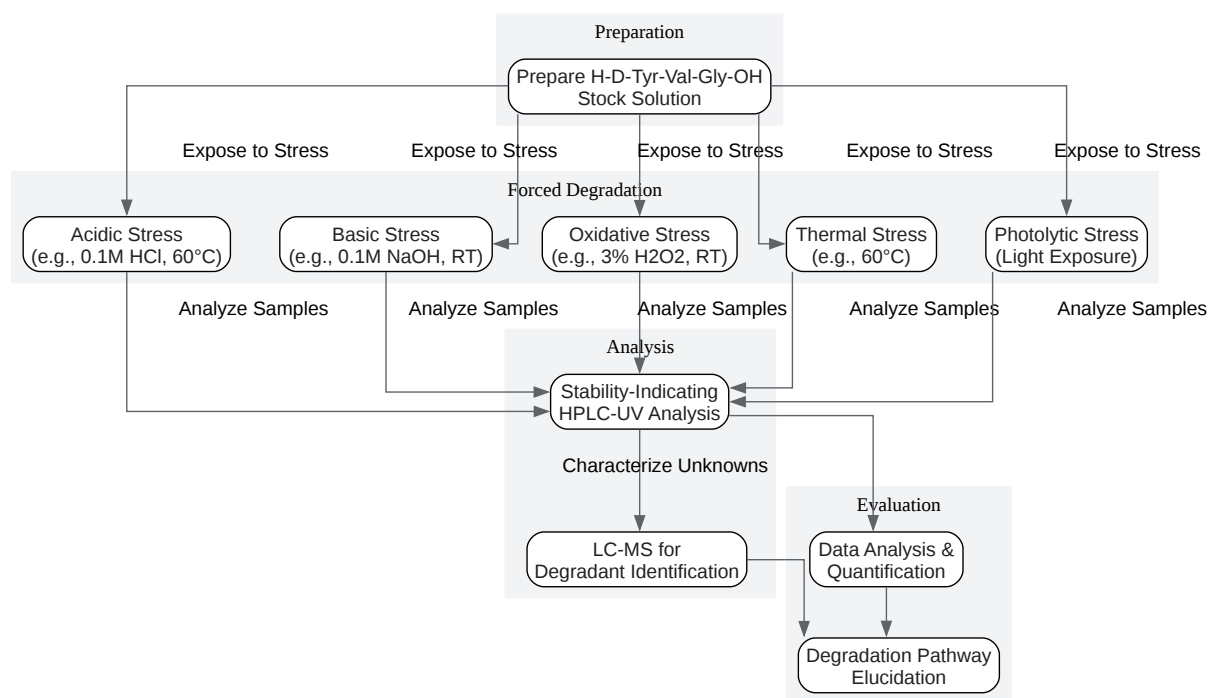 Preparation
Prepare H-D-Tyr-Val-Gly-OH
Stock Solution
Expose to Stress
Expose to Stress
Expose to Stress
Expose to Stress
Expose to Stress
Forced Degradation
Acidic Stress
(e.g., 0.1M HCl, 60°C)
Basic Stress
(e.g., 0.1M NaOH, RT)
Oxidative Stress
(e.g., 3% H2O2, RT)
Thermal Stress
(e.g., 60°C)
Photolytic Stress
(Light Exposure)
Analyze Samples
Analyze Samples
Analyze Samples
Analyze Samples
Analyze Samples
Analysis
Stability-Indicating
HPLC-UV Analysis
Characterize Unknowns
Evaluation
LC-MS for
Degradant Identification
Data Analysis &
Quantification
Degradation Pathway
Elucidation